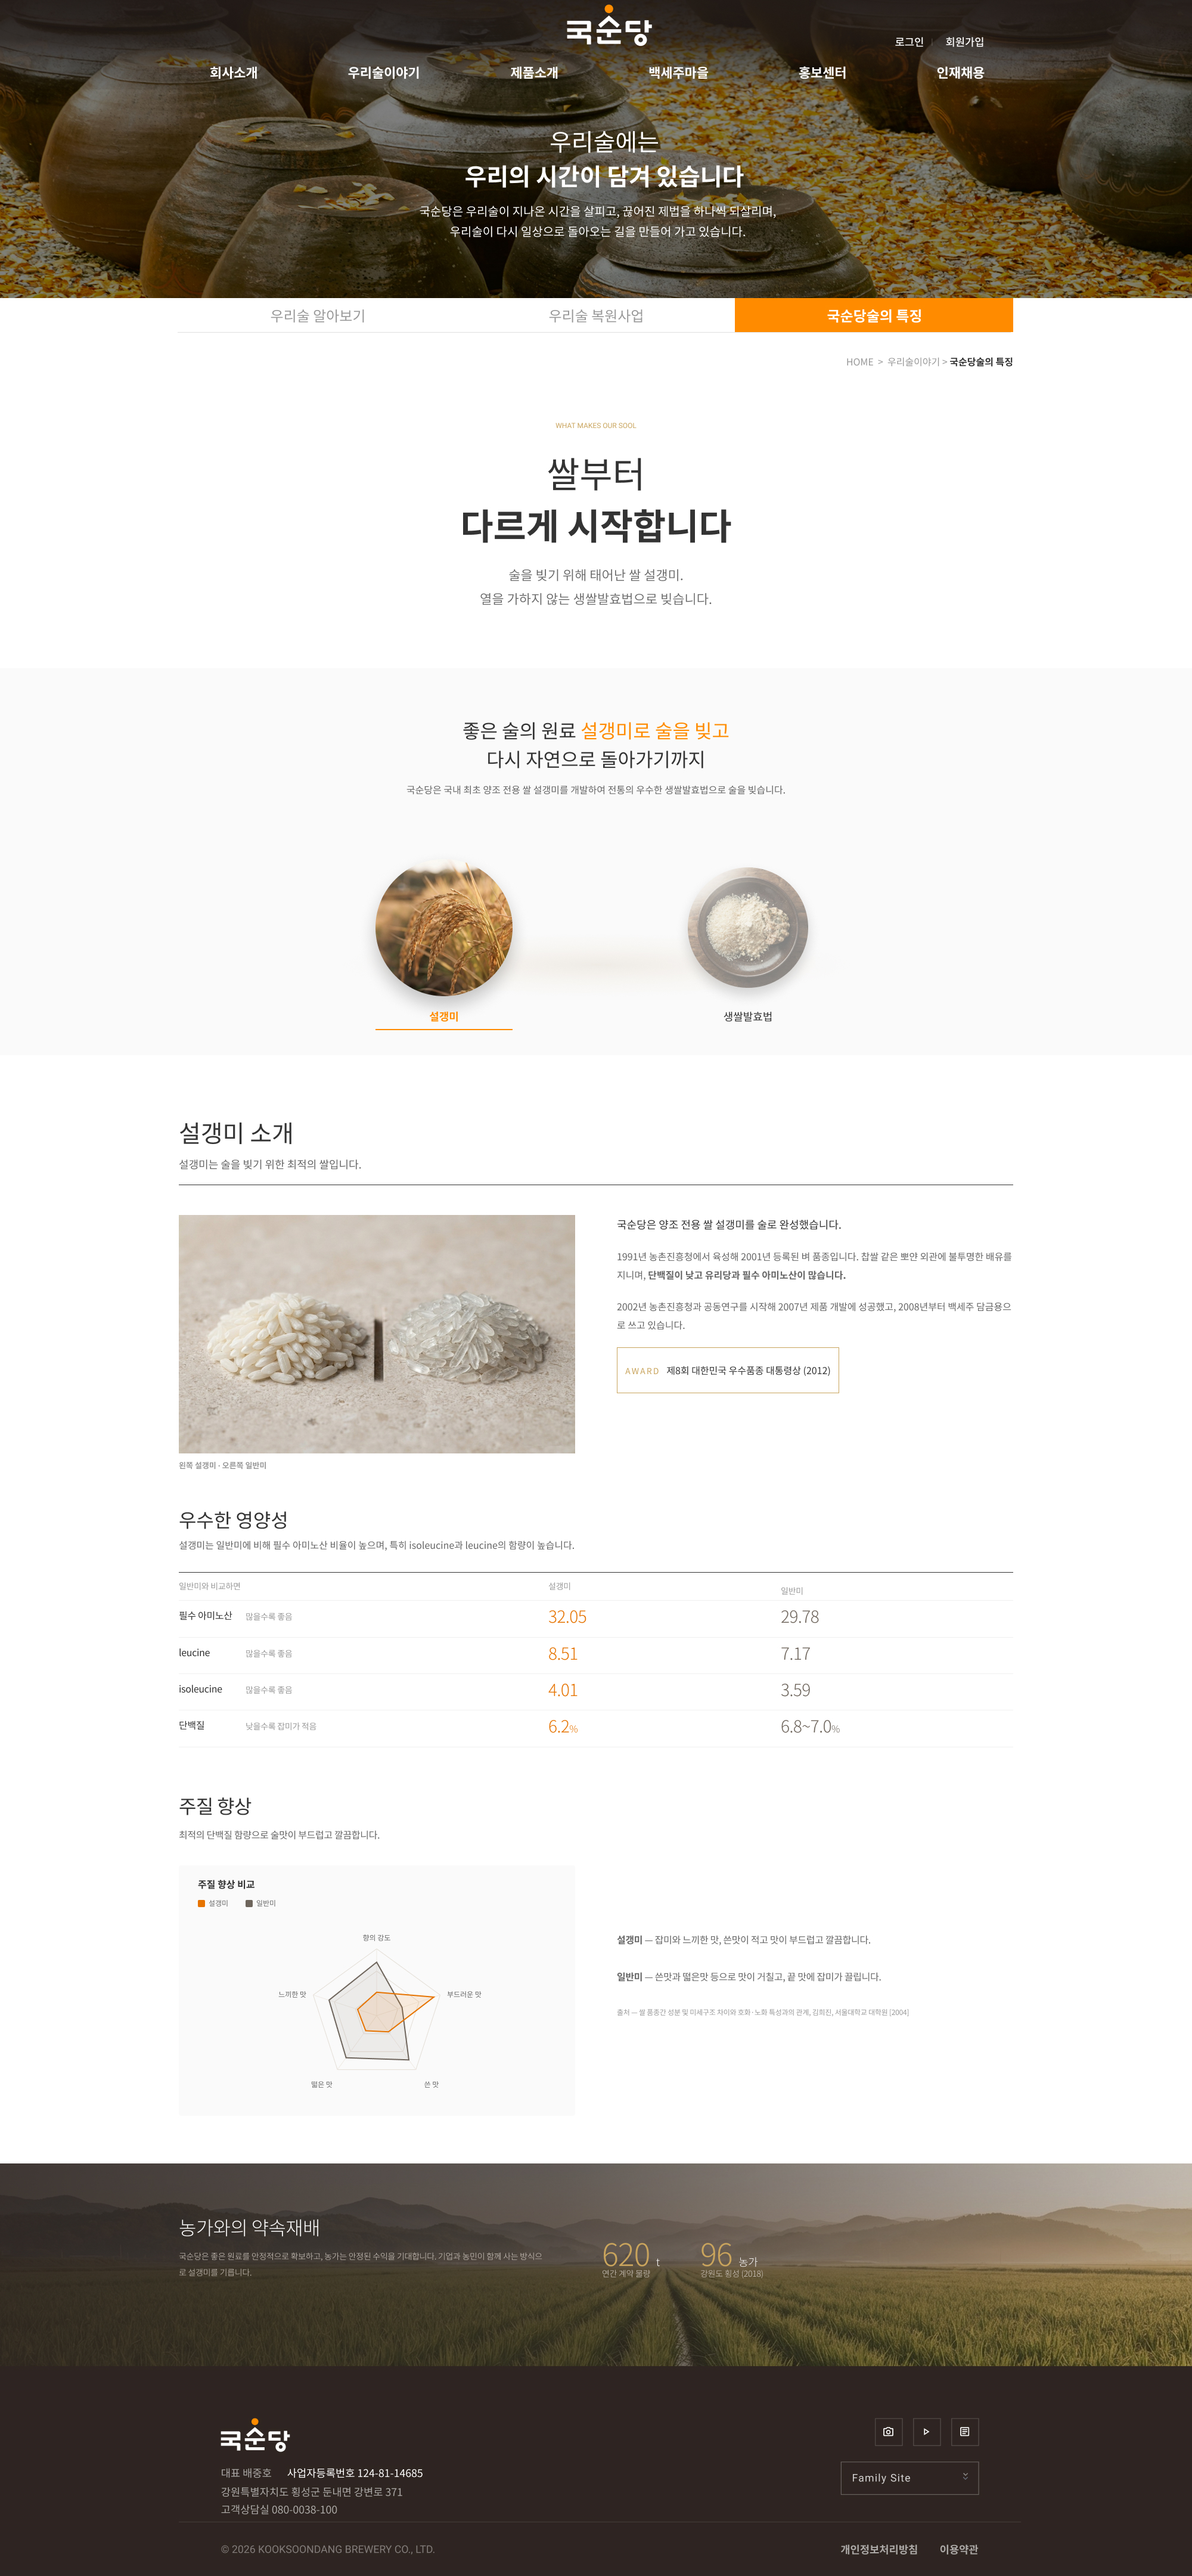 국순당
로그인
회원가입
회사소개
우리술이야기
제품소개
백세주마을
홍보센터
인재채용
우리술에는
우리의 시간이 담겨 있습니다
국순당은 우리술이 지나온 시간을 살피고, 끊어진 제법을 하나씩 되살리며,
우리술이 다시 일상으로 돌아오는 길을 만들어 가고 있습니다.
우리술 알아보기
우리술 복원사업
국순당술의 특징
HOME > 우리술이야기 > 국순당술의 특징
WHAT MAKES OUR SOOL
쌀부터
다르게 시작합니다
술을 빚기 위해 태어난 쌀 설갱미.
열을 가하지 않는 생쌀발효법으로 빚습니다.
좋은 술의 원료 설갱미로 술을 빚고
다시 자연으로 돌아가기까지
국순당은 국내 최초 양조 전용 쌀 설갱미를 개발하여 전통의 우수한 생쌀발효법으로 술을 빚습니다.
설갱미
생쌀발효법
설갱미 소개
설갱미는 술을 빚기 위한 최적의 쌀입니다.
국순당은 양조 전용 쌀 설갱미를 술로 완성했습니다.
1991년 농촌진흥청에서 육성해 2001년 등록된 벼 품종입니다. 찹쌀 같은 뽀얀 외관에 불투명한 배유를
지니며, 단백질이 낮고 유리당과 필수 아미노산이 많습니다.
2002년 농촌진흥청과 공동연구를 시작해 2007년 제품 개발에 성공했고, 2008년부터 백세주 담금용으
로 쓰고 있습니다.
AWARD 제8회 대한민국 우수품종 대통령상 (2012)
왼쪽 설갱미 · 오른쪽 일반미
우수한 영양성
설갱미는 일반미에 비해 필수 아미노산 비율이 높으며, 특히 isoleucine과 leucine의 함량이 높습니다.
일반미와 비교하면 설갱미 일반미
필수 아미노산 많을수록 좋음 32.05 29.78
leucine 많을수록 좋음 8.51 7.17
isoleucine 많을수록 좋음 4.01 3.59
단백질 낮을수록 잡미가 적음 6.2% 6.8~7.0%
주질 향상
최적의 단백질 함량으로 술맛이 부드럽고 깔끔합니다.
주질 향상 비교
설갱미 일반미
향의 강도
느끼한 맛
부드러운 맛
떫은 맛
쓴 맛
설갱미 — 잡미와 느끼한 맛, 쓴맛이 적고 맛이 부드럽고 깔끔합니다.
일반미 — 쓴맛과 떫은맛 등으로 맛이 거칠고, 끝 맛에 잡미가 끌립니다.
출처 — 쌀 품종간 성분 및 미세구조 차이와 호화·노화 특성과의 관계, 김희진, 서울대학교 대학원 [2004]
농가와의 약속재배
국순당은 좋은 원료를 안정적으로 확보하고, 농가는 안정된 수익을 기대합니다. 기업과 농민이 함께 사는 방식으
로 설갱미를 기릅니다.
620 t
연간 계약 물량
96 농가
강원도 횡성 (2018)
국순당
대표 배중호 사업자등록번호 124-81-14685
강원특별자치도 횡성군 둔내면 강변로 371
고객상담실 080-0038-100
Family Site
© 2026 KOOKSOONDANG BREWERY CO., LTD.
개인정보처리방침
이용약관